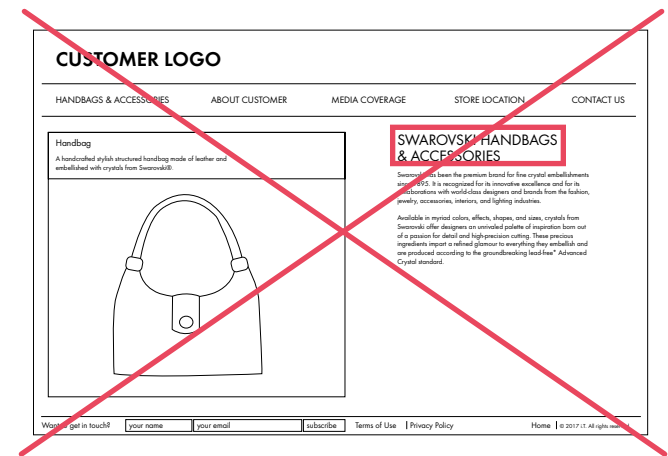 CUSTOMER LOGO
HANDBAGS & ACCESSORIES ABOUT CUSTOMER MEDIA COVERAGE STORE LOCATION CONTACT US
Handbag
A handcrafted stylish structured handbag made of leather and
embellished with crystals from Swarovski®.
SWAROVSKI HANDBAGS
& ACCESSORIES
Swarovski has been the premium brand for fine crystal embellishments
since 1895. It is recognized for its innovative excellence and for its
collaborations with world-class designers and brands from the fashion,
jewelry, accessories, interiors, and lighting industries.
Available in myriad colors, effects, shapes, and sizes, crystals from
Swarovski offer designers an unrivaled palette of inspiration born out
of a passion for detail and high-precision cutting. These precious
ingredients impart a refined glamour to everything they embellish and
are produced according to the groundbreaking lead-free* Advanced
Crystal standard.
Want to get in touch? your name your email subscribe Terms of Use Privacy Policy Home © 2017 i.T. All rights reserved